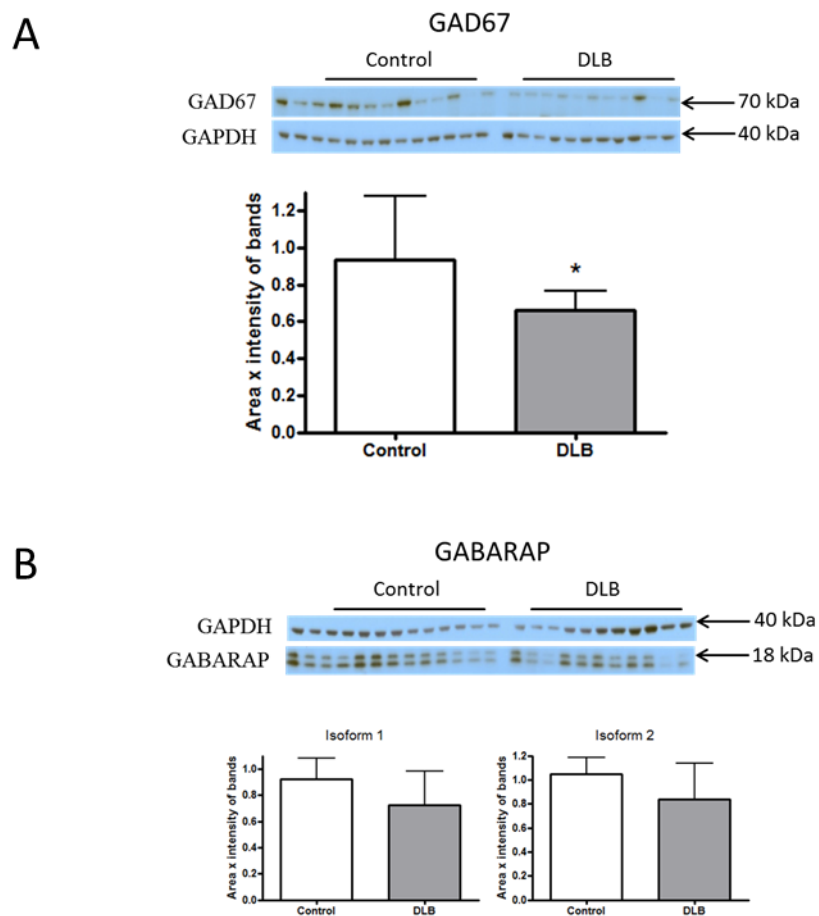 A
GAD67
Control DLB
GAD67 70 kDa
GAPDH 40 kDa
Area x intensity of bands
1.2
1.0
0.8
0.6
0.4
0.2
0.0
*
Control DLB
B
GABARAP
Control DLB
GAPDH 40 kDa
GABARAP 18 kDa
Isoform 1
Area x intensity of bands
1.0
0.8
0.6
0.4
0.2
0.0
Control DLB
Isoform 2
Area x intensity of bands
1.2
1.0
0.8
0.6
0.4
0.2
0.0
Control DLB